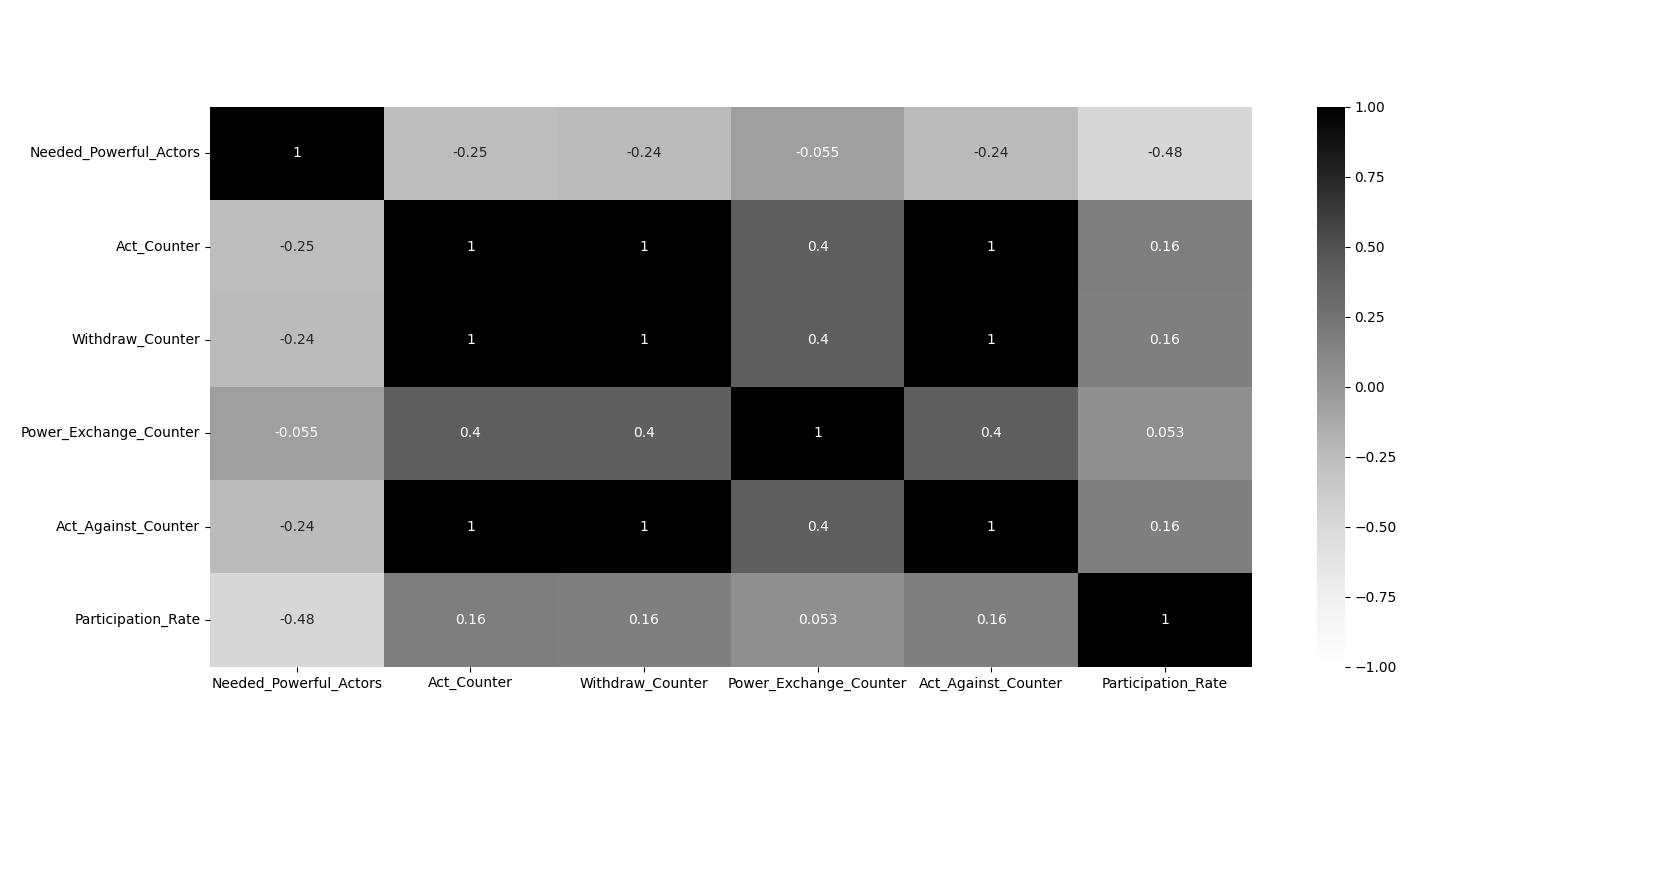 Needed_Powerful_Actors 1 -0.25 -0.24 -0.055 -0.24 -0.48
Act_Counter -0.25 1 1 0.4 1 0.16
Withdraw_Counter -0.24 1 1 0.4 1 0.16
Power_Exchange_Counter -0.055 0.4 0.4 1 0.4 0.053
Act_Against_Counter -0.24 1 1 0.4 1 0.16
Participation_Rate -0.48 0.16 0.16 0.053 0.16 1
Needed_Powerful_Actors Act_Counter Withdraw_Counter Power_Exchange_Counter Act_Against_Counter Participation_Rate
1.00
0.75
0.50
0.25
0.00
−0.25
−0.50
−0.75
−1.00